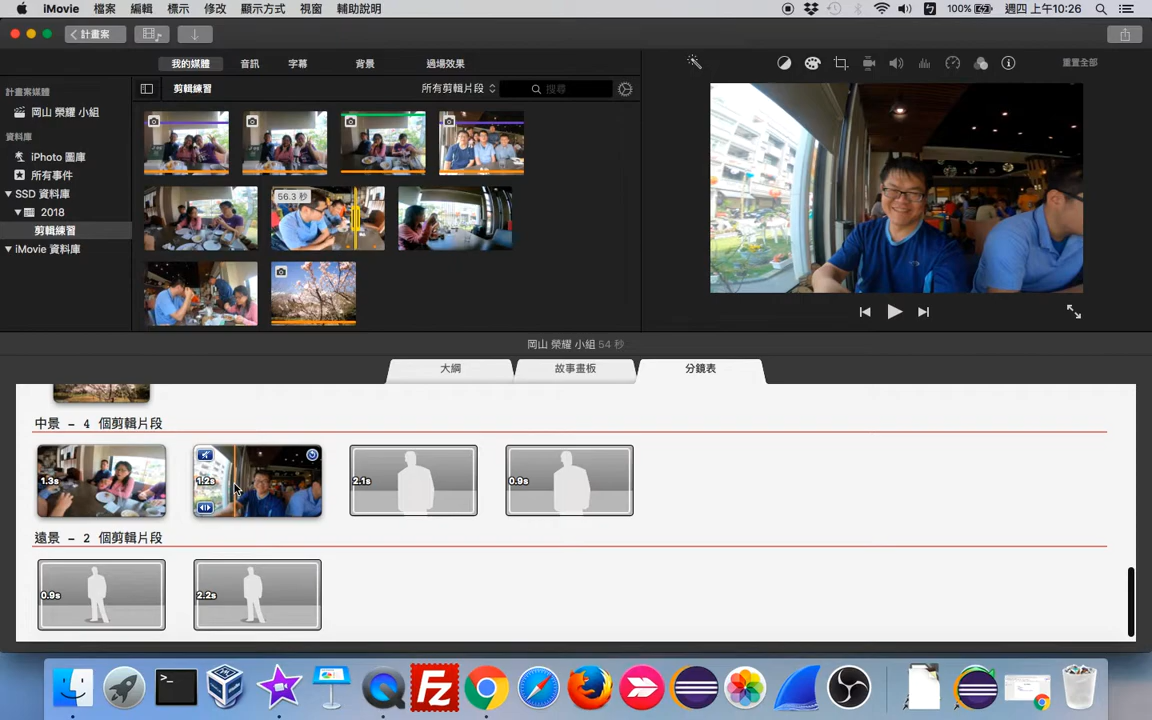 iMovie 檔案 編輯 標示 修改 顯示方式 視窗 輔助說明 100% 週四上午10:26
計畫案
我的媒體 音訊 字幕 背景 過場效果
重置全部
計畫案媒體
岡山 榮耀 小組
資料庫
iPhoto 圖庫
所有事件
SSD 資料庫
2018
剪輯練習
iMovie 資料庫
剪輯練習 所有剪輯片段 搜尋
56.3 秒
岡山 榮耀 小組 54 秒
大綱 故事畫板 分鏡表
中景 – 4 個剪輯片段
1.3s 1.2s 2.1s 0.9s
遠景 – 2 個剪輯片段
0.9s 2.2s
>_ FZ